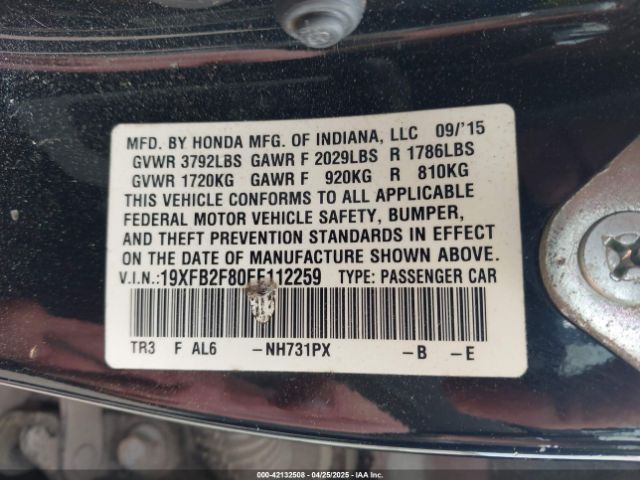 MFD. BY HONDA MFG. OF INDIANA, LLC 09/'15
GVWR 3792LBS GAWR F 2029LBS R 1786LBS
GVWR 1720KG GAWR F 920KG R 810KG
THIS VEHICLE CONFORMS TO ALL APPLICABLE
FEDERAL MOTOR VEHICLE SAFETY, BUMPER,
AND THEFT PREVENTION STANDARDS IN EFFECT
ON THE DATE OF MANUFACTURE SHOWN ABOVE.
V.I.N.:19XFB2F80FE112259 TYPE: PASSENGER CAR
TR3 F AL6 -NH731PX -B -E
000-42132508 - 04/25/2025 - IAA Inc.